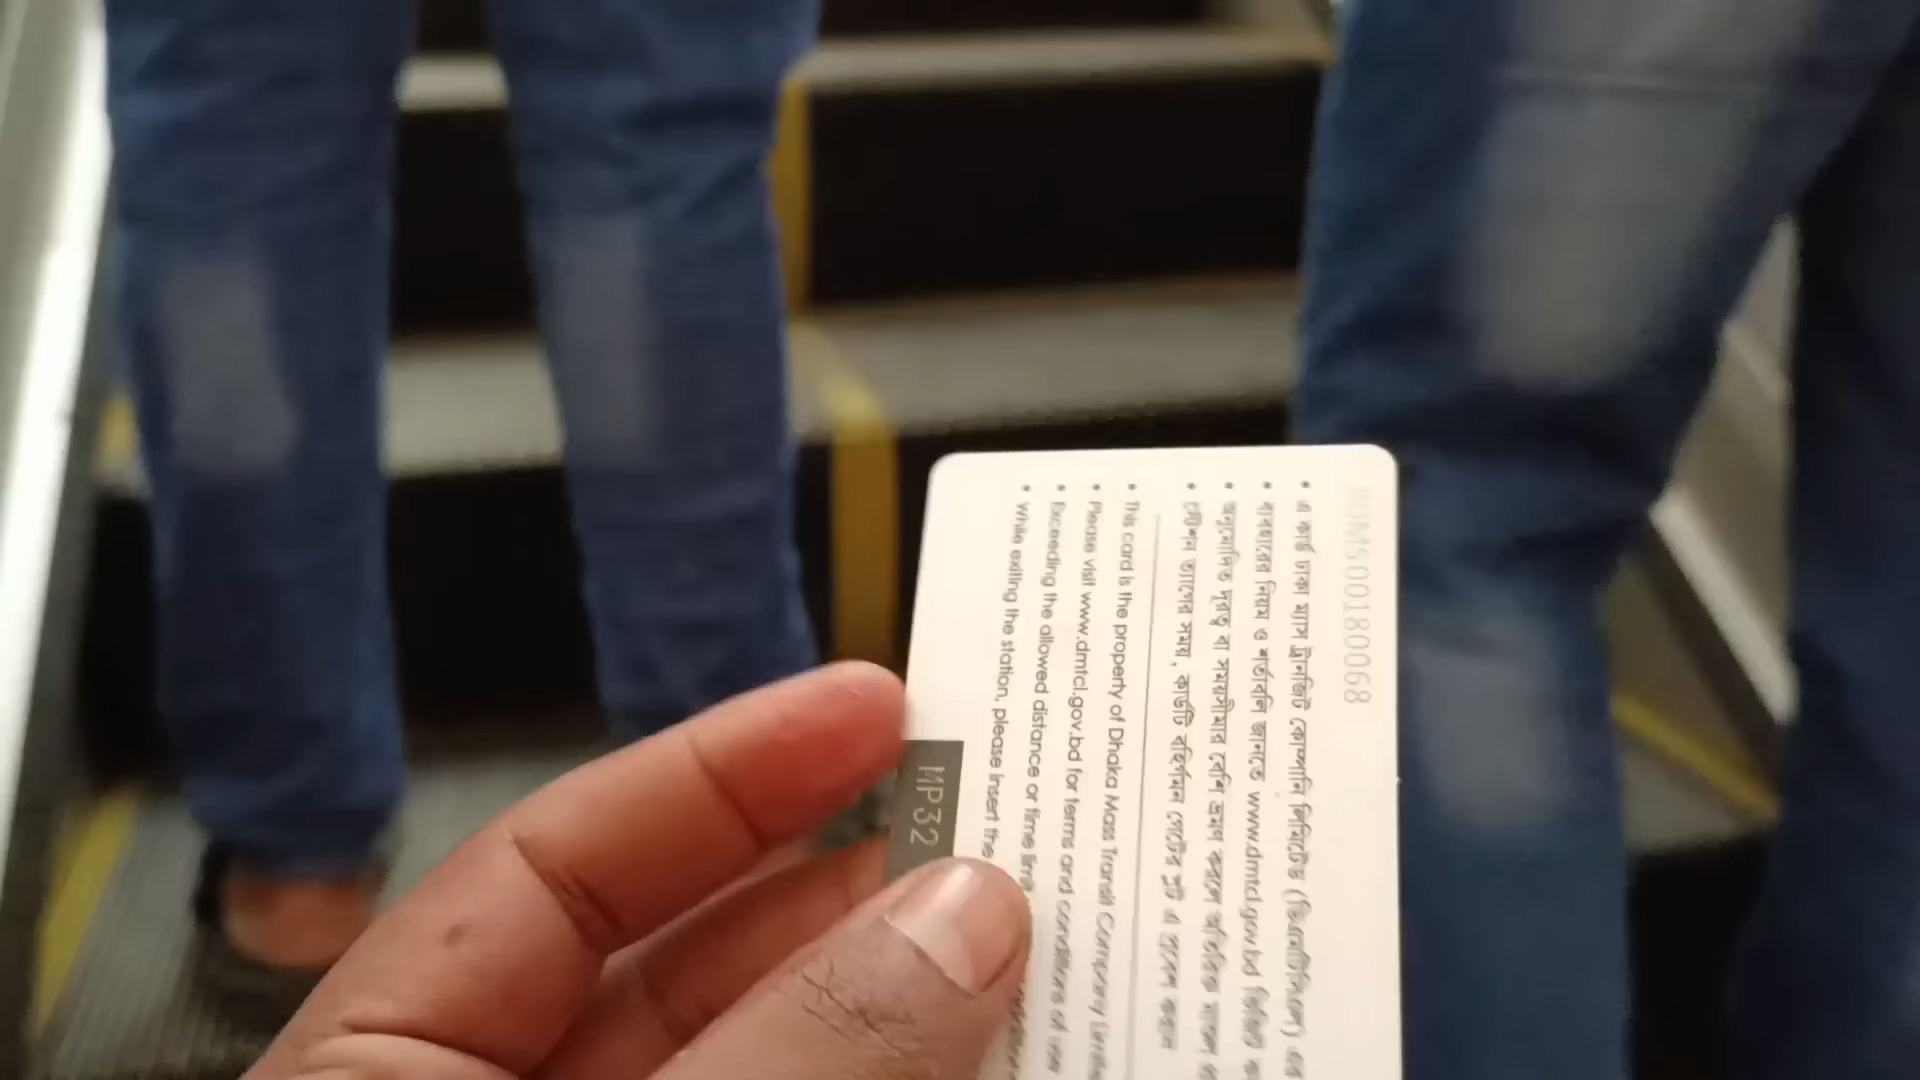 180068
• এ কার্ড ঢাকা ম্যাস ট্রানজিট কোম্পানি লিমিটেড (ডিএমটিসিএল) এর
• ব্যবহারের নিয়ম ও শর্তাবলি জানতে www.dmtcl.gov.bd ভিজিট
• অনুমোদিত দূরত্ব বা সময়সীমার বেশি ভ্রমণ করলে অতিরিক্ত মাশুল
• স্টেশন ত্যাগের সময়, কার্ডটি বহির্গমন গেটের স্লটে প্রবেশ করান
• This card is the property of Dhaka Mass Transit Company
• Please visit www.dmtcl.gov.bd for terms and conditions of use
• Exceeding the allowed distance or time
• While exiting the station, please insert the
MP32